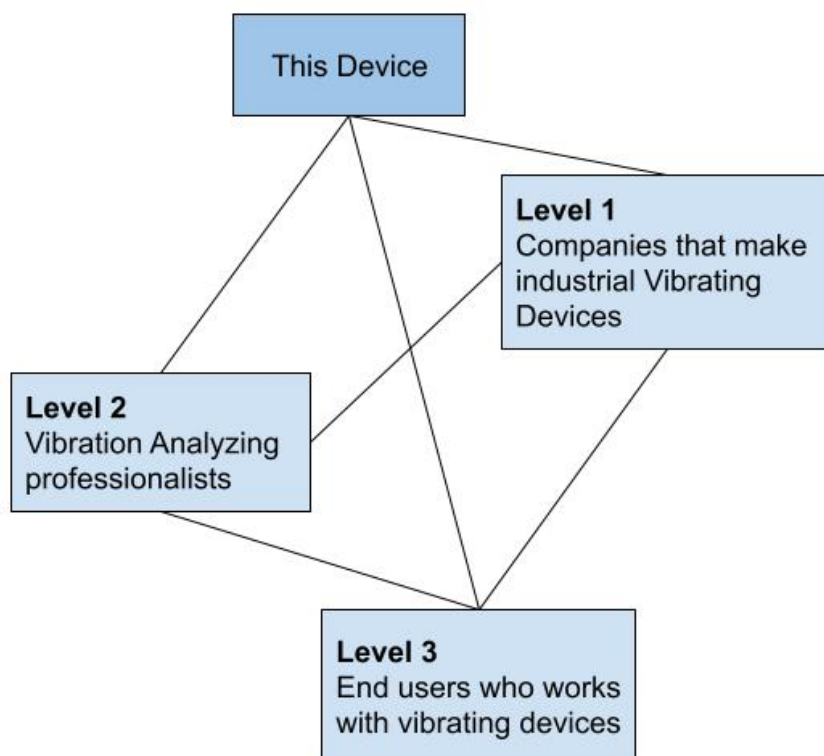 This Device
Level 1
Companies that make
industrial Vibrating
Devices
Level 2
Vibration Analyzing
professionalists
Level 3
End users who works
with vibrating devices